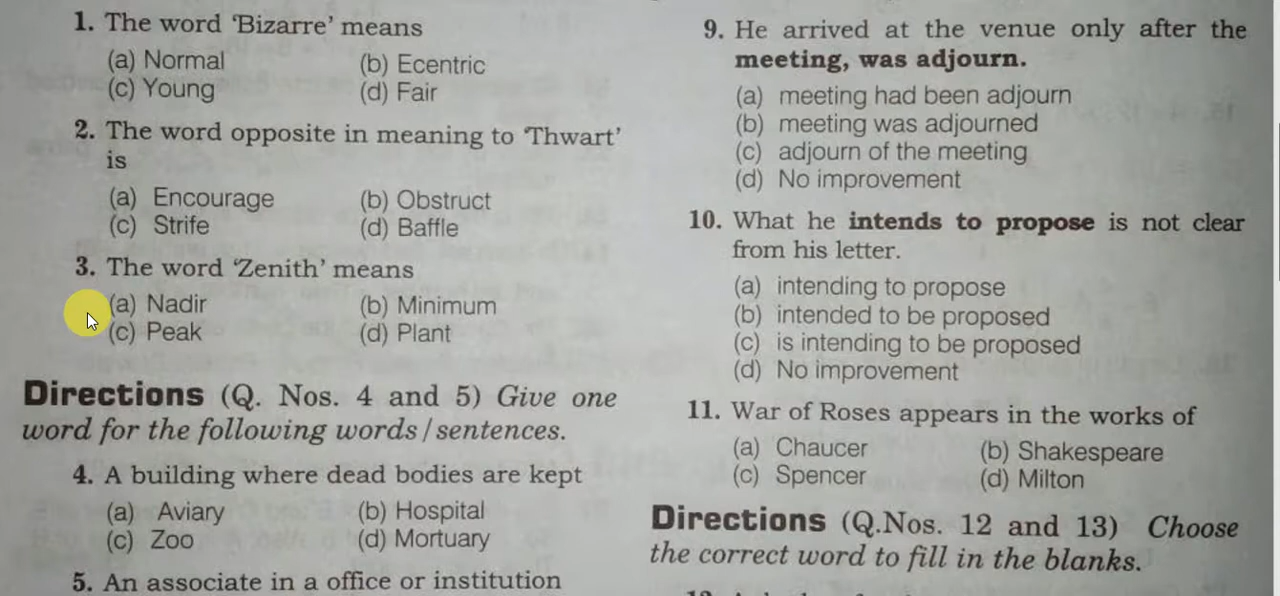 1. The word ‘Bizarre’ means
(a) Normal (b) Ecentric
(c) Young (d) Fair
2. The word opposite in meaning to ‘Thwart’
is
(a) Encourage (b) Obstruct
(c) Strife (d) Baffle
3. The word ‘Zenith’ means
(a) Nadir (b) Minimum
(c) Peak (d) Plant
Directions (Q. Nos. 4 and 5) Give one
word for the following words/sentences.
4. A building where dead bodies are kept
(a) Aviary (b) Hospital
(c) Zoo (d) Mortuary
5. An associate in a office or institution
9. He arrived at the venue only after the
meeting, was adjourn.
(a) meeting had been adjourn
(b) meeting was adjourned
(c) adjourn of the meeting
(d) No improvement
10. What he intends to propose is not clear
from his letter.
(a) intending to propose
(b) intended to be proposed
(c) is intending to be proposed
(d) No improvement
11. War of Roses appears in the works of
(a) Chaucer (b) Shakespeare
(c) Spencer (d) Milton
Directions (Q.Nos. 12 and 13) Choose
the correct word to fill in the blanks.